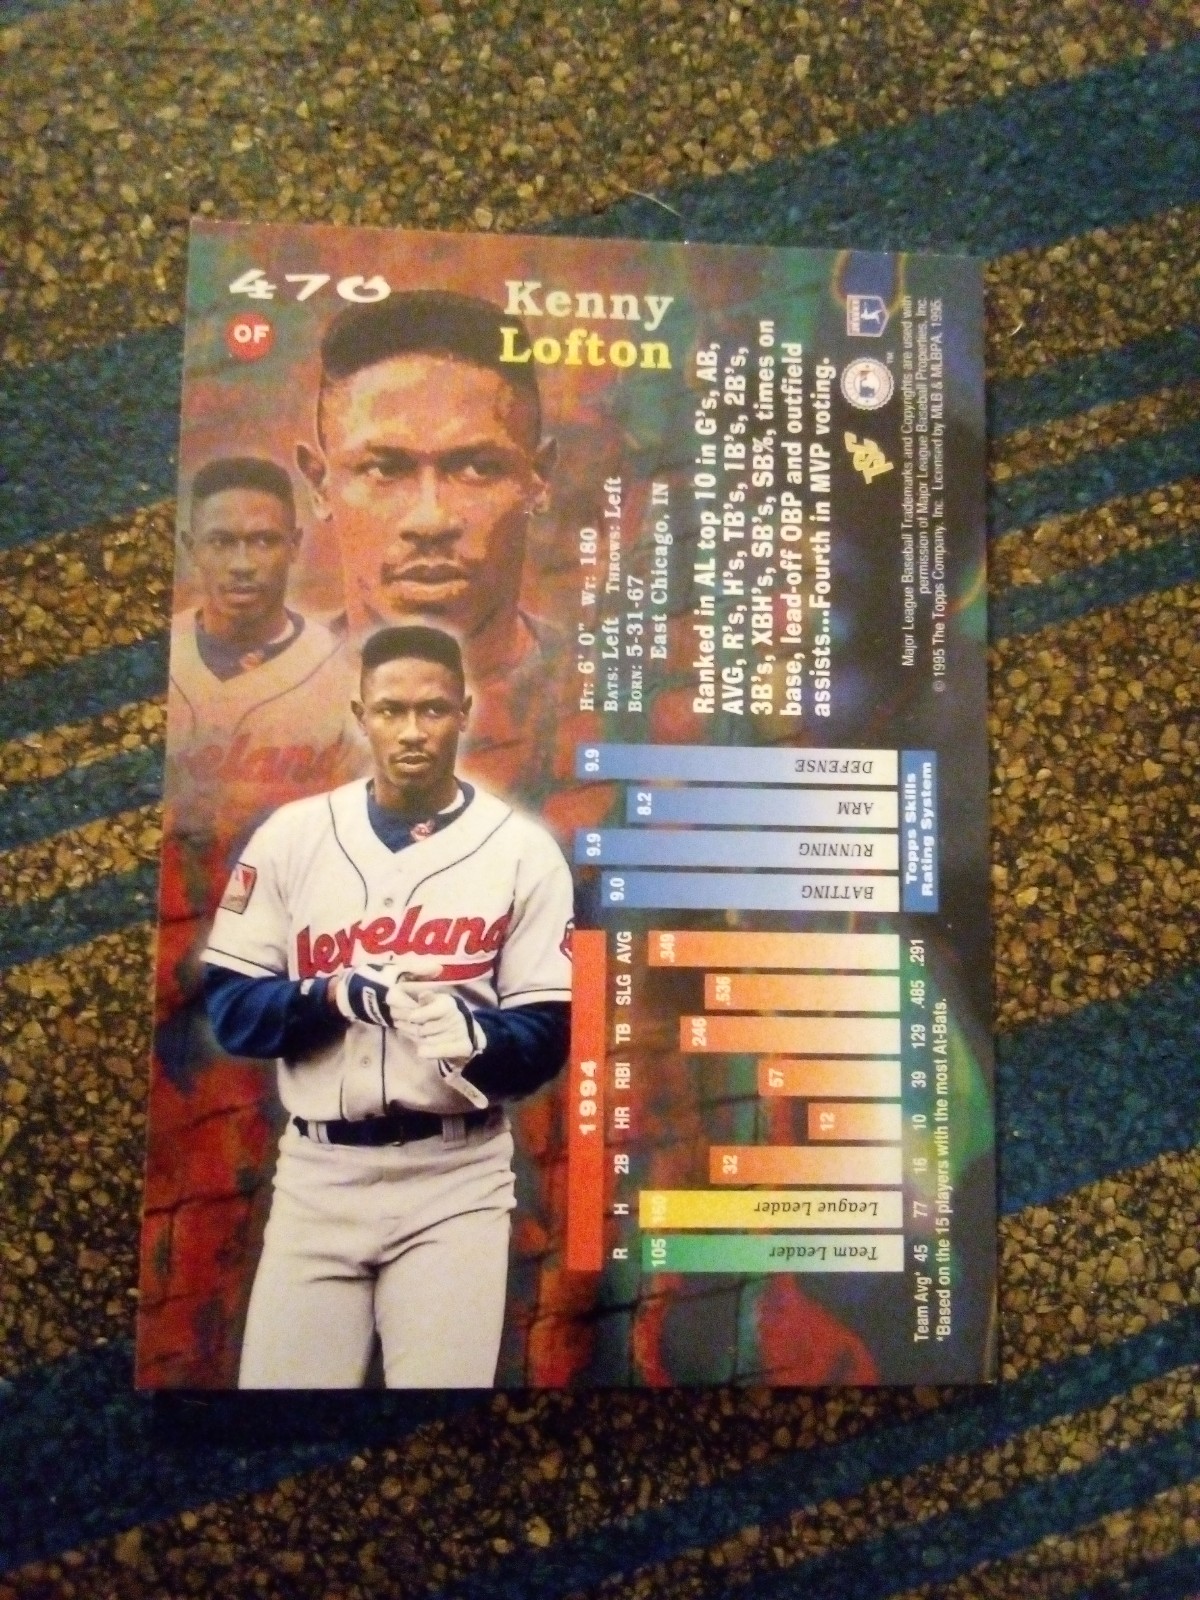 470
OF
Kenny
Lofton
HT: 6' 0" WT: 180
BATS: Left THROWS: Left
BORN: 5-31-67
East Chicago, IN
Ranked in AL top 10 in G's, AB,
AVG, R's, H's, TB's, 1B's, 2B's,
3B's, XBH's, SB's, SB%, times on
base, lead-off OBP and outfield
assists...Fourth in MVP voting.
TSC
TM
Major League Baseball Trademarks and Copyrights are used with
permission of Major League Baseball Properties, Inc.
© 1995 The Topps Company, Inc. Licensed by MLB & MLBPA, 1995
Cleveland
1994
R H 2B HR RBI TB SLG AVG
105 160 32 12 57 246 .536 .349
Team Leader
League Leader
Team Avg* 45 77 16 10 39 129 .485 .291
*Based on the 15 players with the most At-Bats.
9.0 9.9 8.2 9.9
BATTING
RUNNING
ARM
DEFENSE
Topps Skills
Rating System